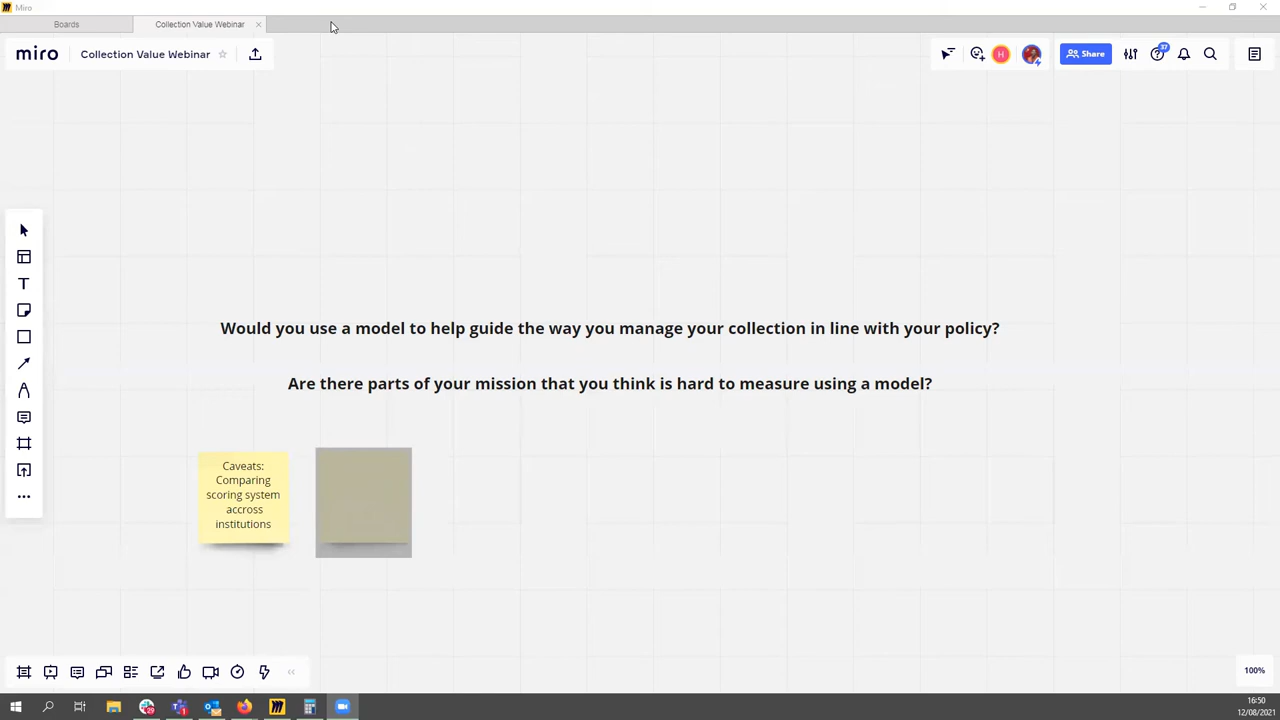 Miro
Boards
Collection Value Webinar
miro
Collection Value Webinar
H
Share
37
Would you use a model to help guide the way you manage your collection in line with your policy?
Are there parts of your mission that you think is hard to measure using a model?
Caveats:
Comparing
scoring system
accross
institutions
100%
16:50
12/08/2021